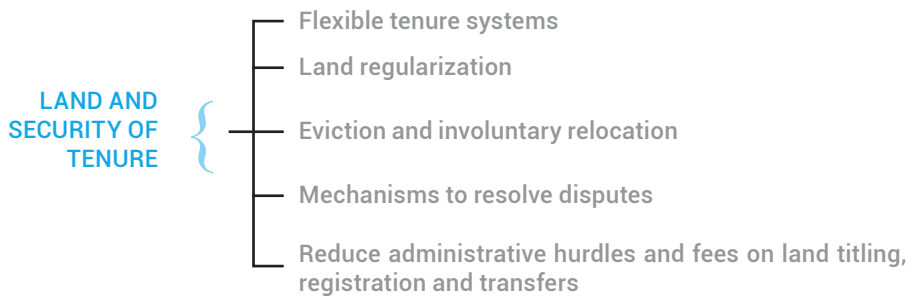 LAND AND
SECURITY OF
TENURE
Flexible tenure systems
Land regularization
Eviction and involuntary relocation
Mechanisms to resolve disputes
Reduce administrative hurdles and fees on land titling,
registration and transfers